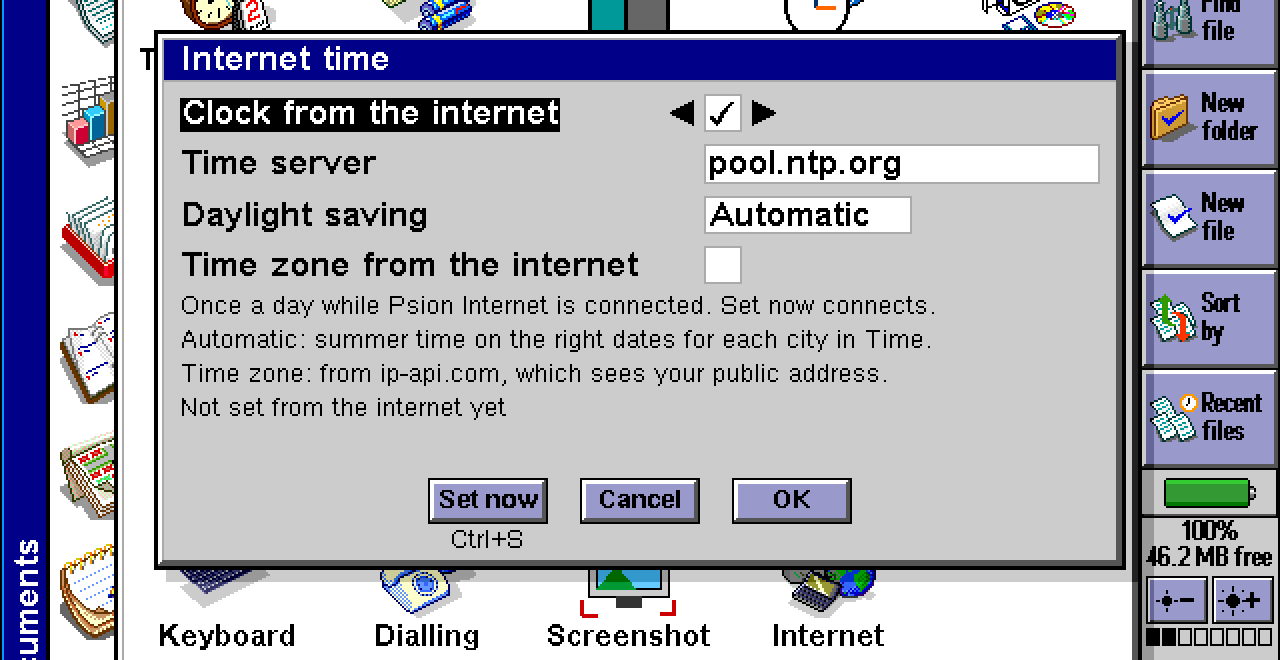 Find
file
Internet time
Clock from the internet
Time server
pool.ntp.org
Daylight saving
Automatic
Time zone from the internet
Once a day while Psion Internet is connected. Set now connects.
Automatic: summer time on the right dates for each city in Time.
Time zone: from ip-api.com, which sees your public address.
Not set from the internet yet
Set now
Cancel
OK
Ctrl+S
New
folder
New
file
Sort
by
Recent
files
100%
46.2 MB free
Keyboard
Dialling
Screenshot
Internet